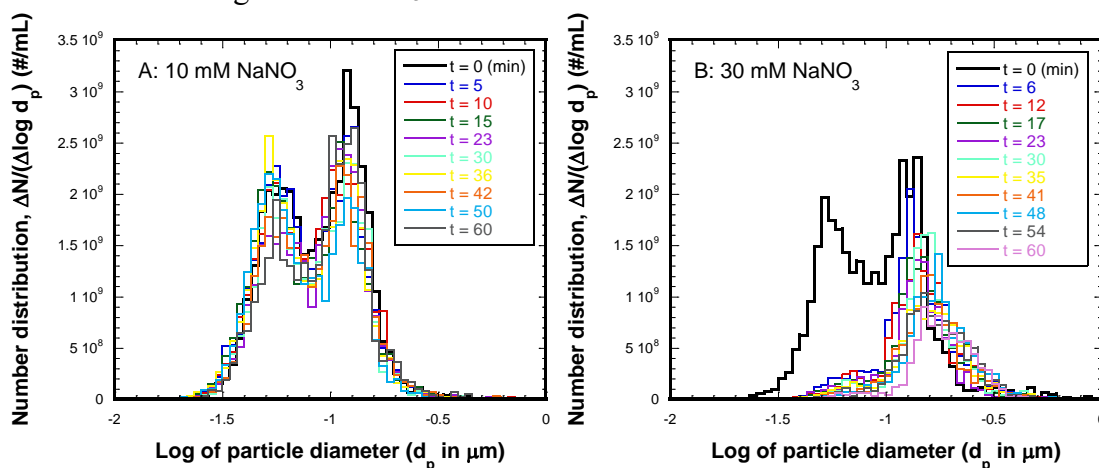 A: 10 mM NaNO3
t = 0 (min)
t = 5
t = 10
t = 15
t = 23
t = 30
t = 36
t = 42
t = 50
t = 60
Number distribution, ΔN/(Δlog dp) (#/mL)
3.5 10^9
3 10^9
2.5 10^9
2 10^9
1.5 10^9
1 10^9
5 10^8
0
-2
-1.5
-1
-0.5
0
Log of particle diameter (dp in μm)
B: 30 mM NaNO3
t = 0 (min)
t = 6
t = 12
t = 17
t = 23
t = 30
t = 35
t = 41
t = 48
t = 54
t = 60
Number distribution, ΔN/(Δlog dp) (#/mL)
3.5 10^9
3 10^9
2.5 10^9
2 10^9
1.5 10^9
1 10^9
5 10^8
0
-2
-1.5
-1
-0.5
0
Log of particle diameter (dp in μm)